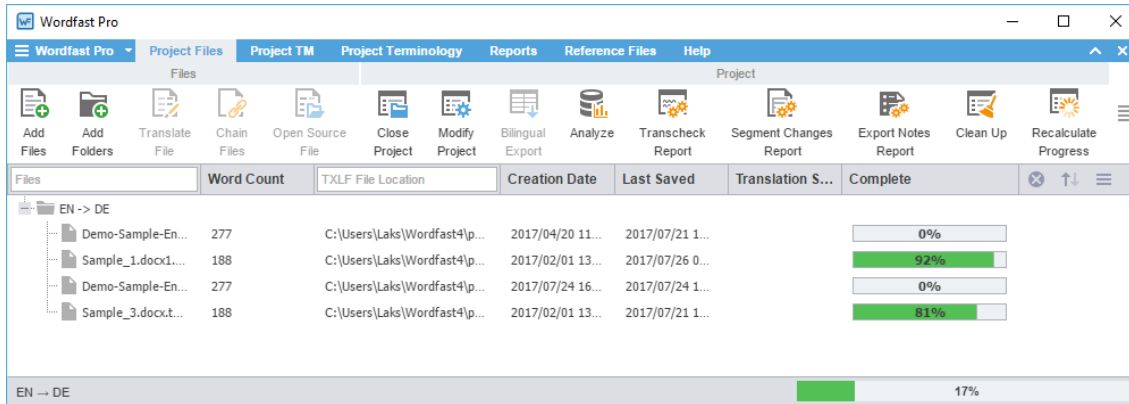 WF Wordfast Pro
Wordfast Pro Project Files Project TM Project Terminology Reports Reference Files Help
Files Project
Add Files
Add Folders
Translate File
Chain Files
Open Source File
Close Project
Modify Project
Bilingual Export
Analyze
Transcheck Report
Segment Changes Report
Export Notes Report
Clean Up
Recalculate Progress
Files Word Count TXLF File Location Creation Date Last Saved Translation S... Complete
EN -> DE
Demo-Sample-En... 277 C:\Users\Laks\Wordfast4\p... 2017/04/20 11... 2017/07/21 1... 0%
Sample_1.docx1.... 188 C:\Users\Laks\Wordfast4\p... 2017/02/01 13... 2017/07/26 0... 92%
Demo-Sample-En... 277 C:\Users\Laks\Wordfast4\p... 2017/07/24 16... 2017/07/24 1... 0%
Sample_3.docx.t... 188 C:\Users\Laks\Wordfast4\p... 2017/02/01 13... 2017/07/21 1... 81%
EN → DE 17%